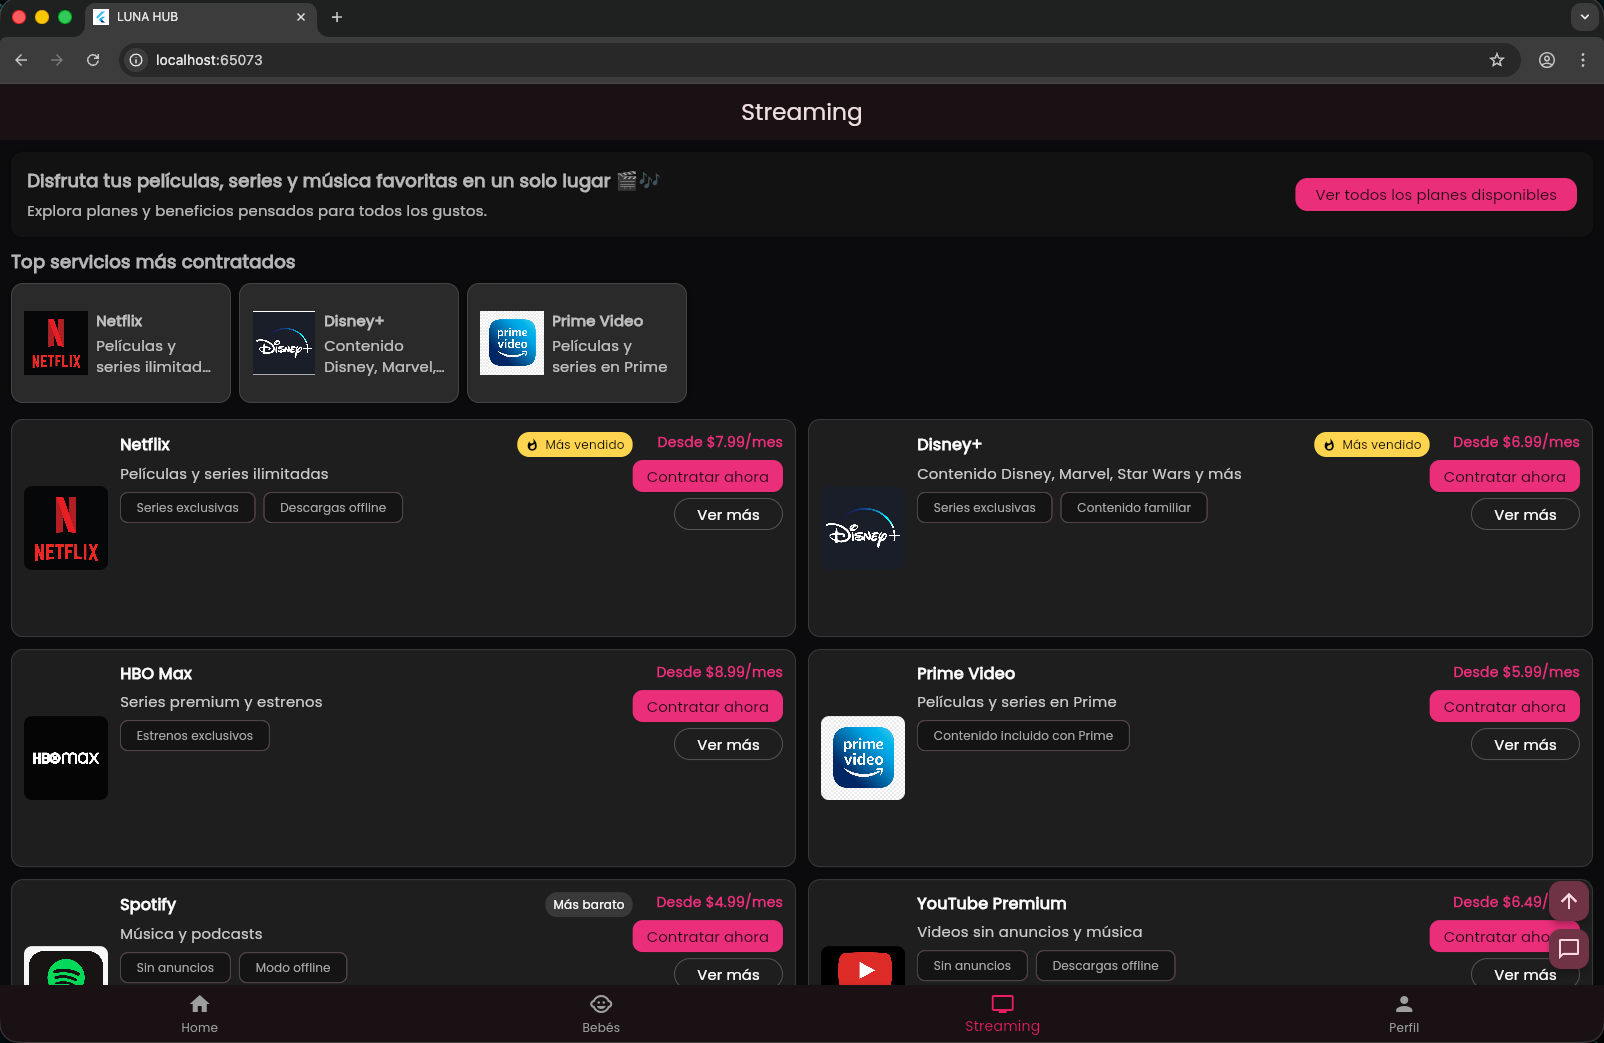 LUNA HUB
localhost:65073
Streaming
Disfruta tus películas, series y música favoritas en un solo lugar 🎬🎶
Explora planes y beneficios pensados para todos los gustos.
Ver todos los planes disponibles
Top servicios más contratados
NETFLIX
Netflix
Películas y
series ilimitad...
Disney+
Disney+
Contenido
Disney, Marvel,...
prime
video
Prime Video
Películas y
series en Prime
NETFLIX
Netflix
Más vendido
Desde $7.99/mes
Películas y series ilimitadas
Contratar ahora
Series exclusivas
Descargas offline
Ver más
Disney+
Disney+
Más vendido
Desde $6.99/mes
Contenido Disney, Marvel, Star Wars y más
Contratar ahora
Series exclusivas
Contenido familiar
Ver más
HBOmax
HBO Max
Desde $8.99/mes
Series premium y estrenos
Contratar ahora
Estrenos exclusivos
Ver más
prime
video
Prime Video
Desde $5.99/mes
Películas y series en Prime
Contratar ahora
Contenido incluido con Prime
Ver más
Spotify
Más barato
Desde $4.99/mes
Música y podcasts
Contratar ahora
Sin anuncios
Modo offline
Ver más
YouTube Premium
Desde $6.49/
Videos sin anuncios y música
Contratar aho
Sin anuncios
Descargas offline
Ver más
Home
Bebés
Streaming
Perfil